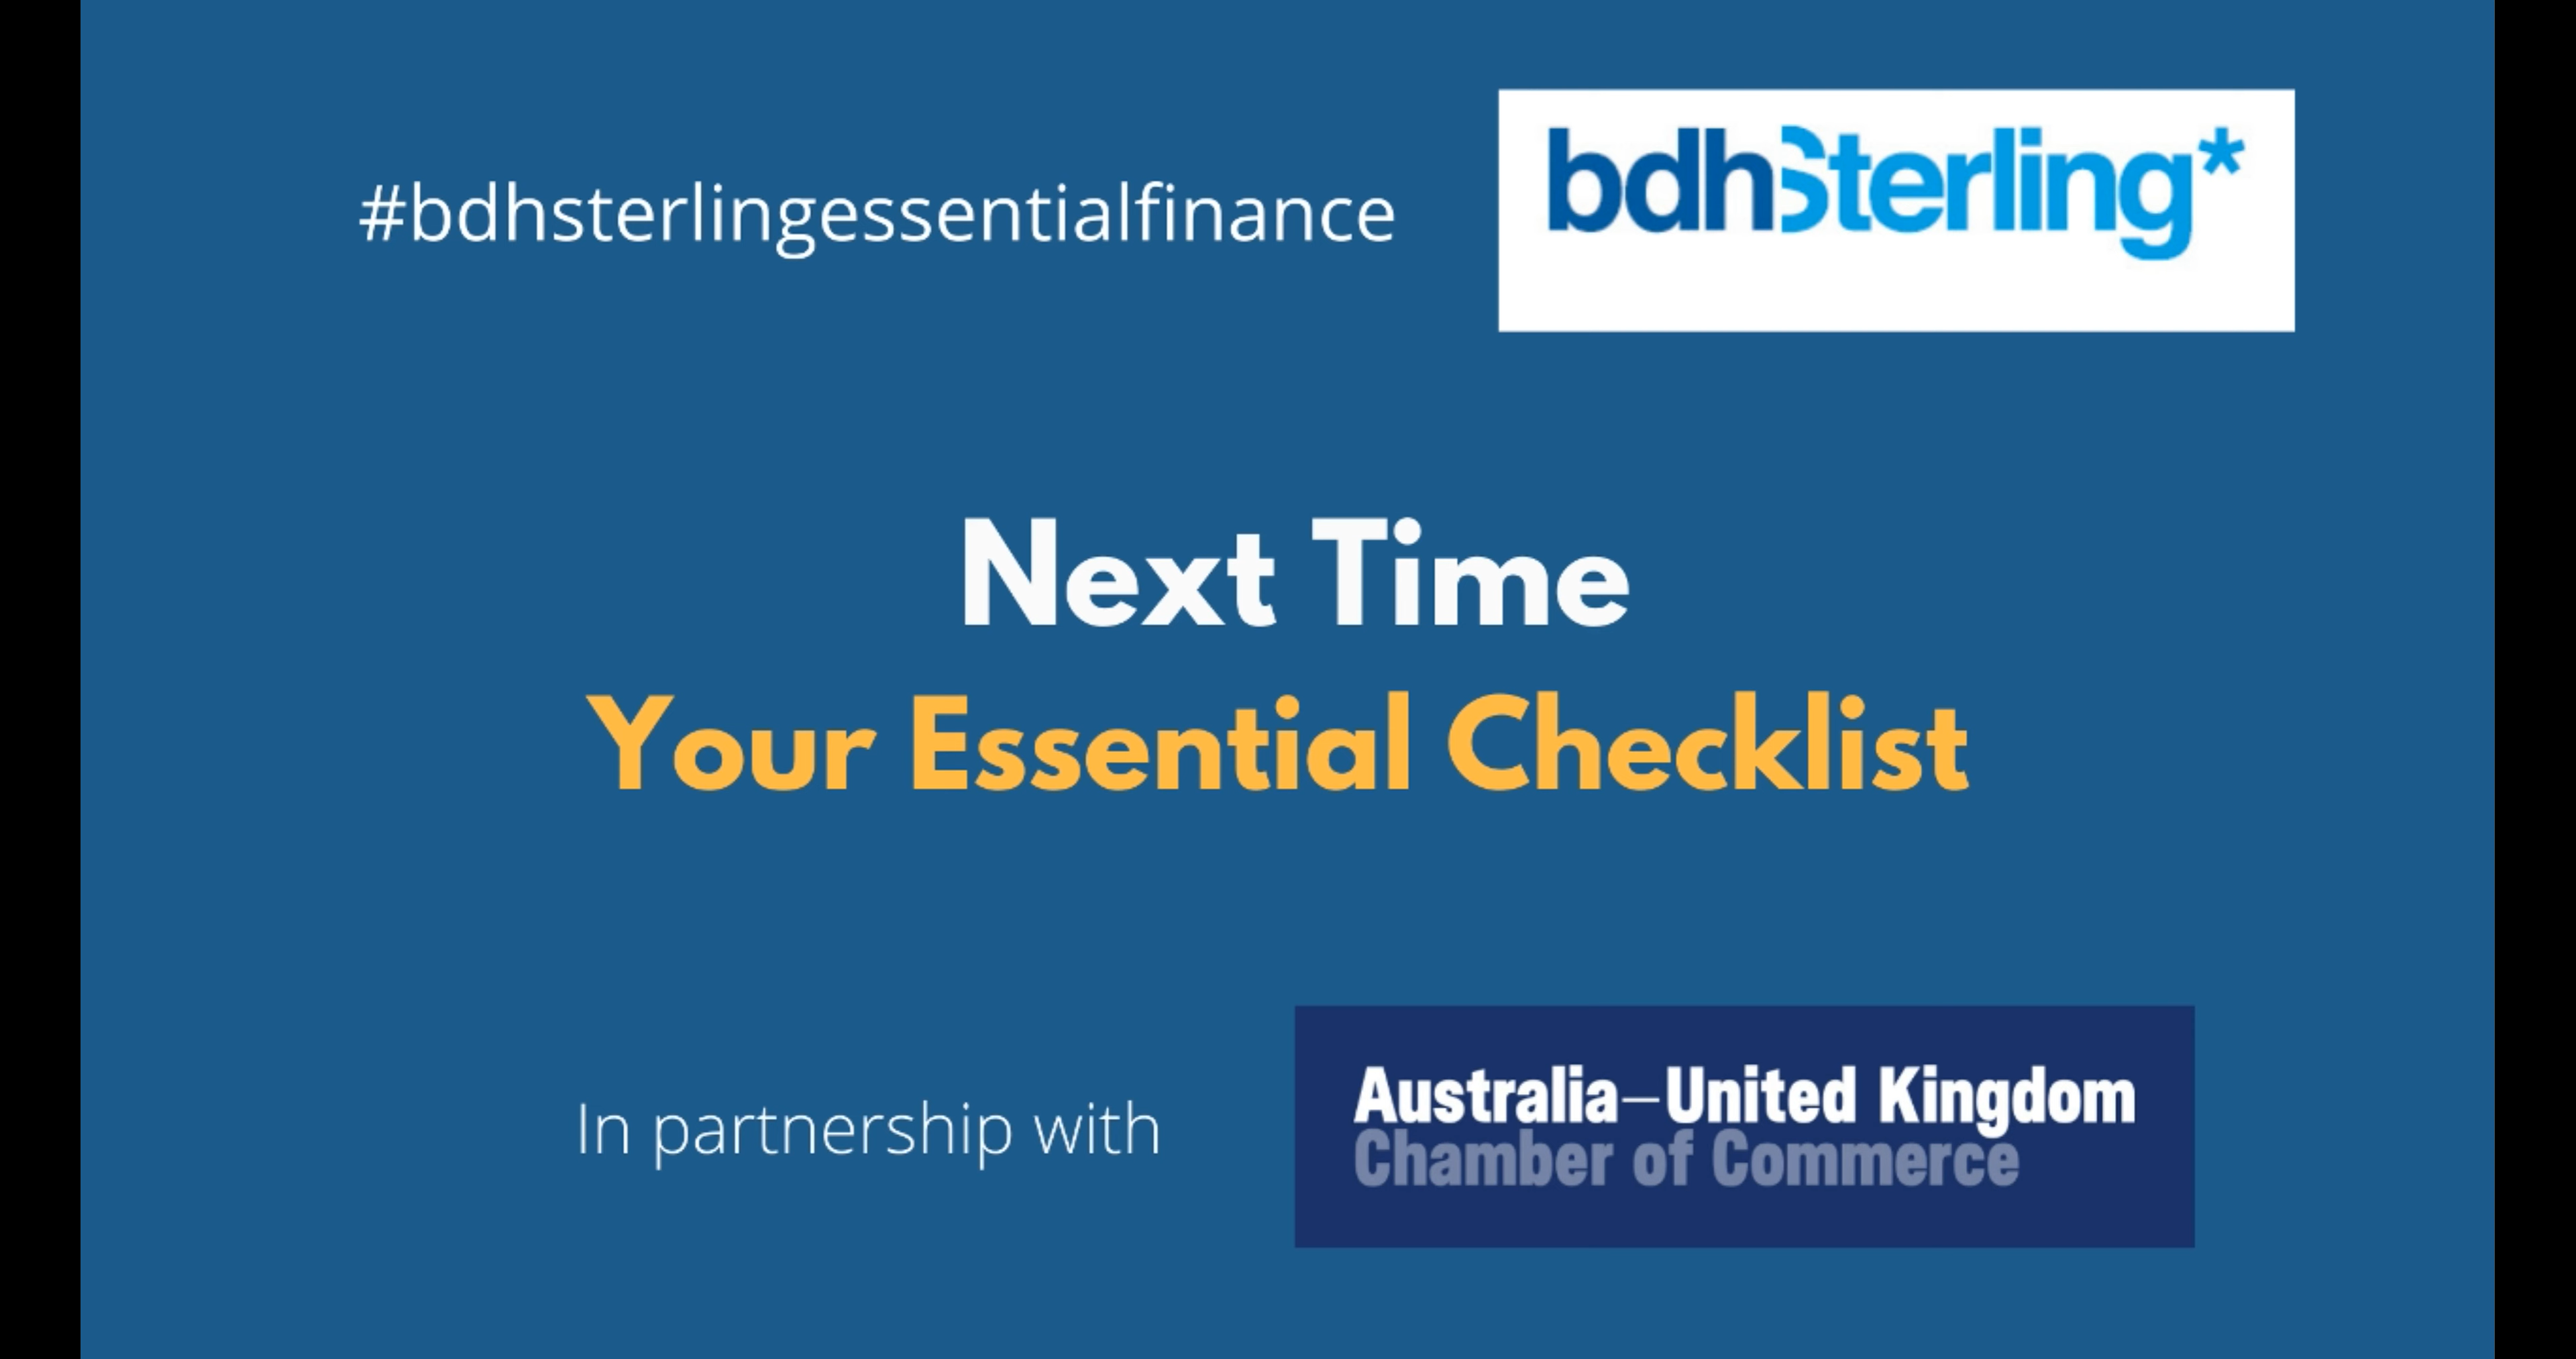 #bdhsterlingessentialfinance
bdhSterling*
Next Time
Your Essential Checklist
In partnership with
Australia–United Kingdom
Chamber of Commerce